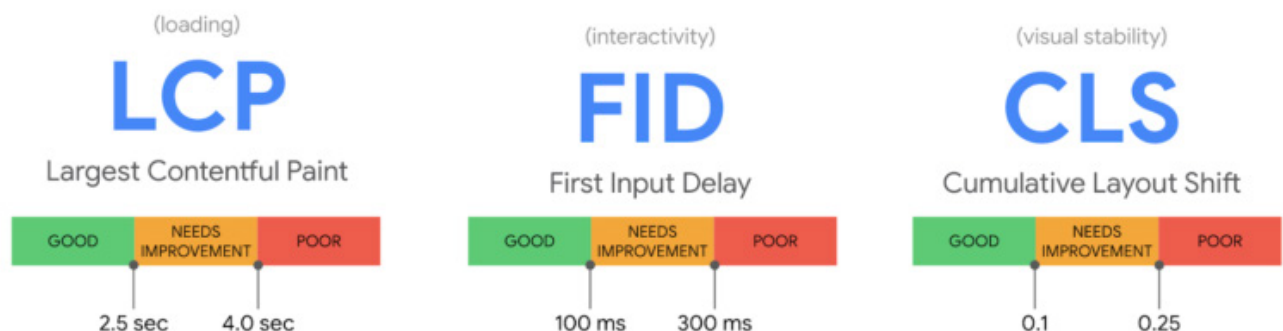 (loading)
LCP
Largest Contentful Paint
GOOD
NEEDS
IMPROVEMENT
POOR
2.5 sec
4.0 sec
(interactivity)
FID
First Input Delay
GOOD
NEEDS
IMPROVEMENT
POOR
100 ms
300 ms
(visual stability)
CLS
Cumulative Layout Shift
GOOD
NEEDS
IMPROVEMENT
POOR
0.1
0.25